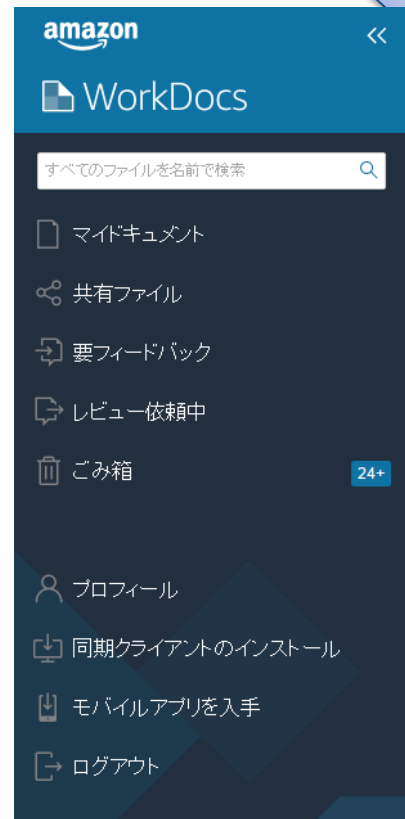 amazon
WorkDocs
すべてのファイルを名前で検索
マイドキュメント
共有ファイル
要フィードバック
レビュー依頼中
ごみ箱 24+
プロフィール
同期クライアントのインストール
モバイルアプリを入手
ログアウト